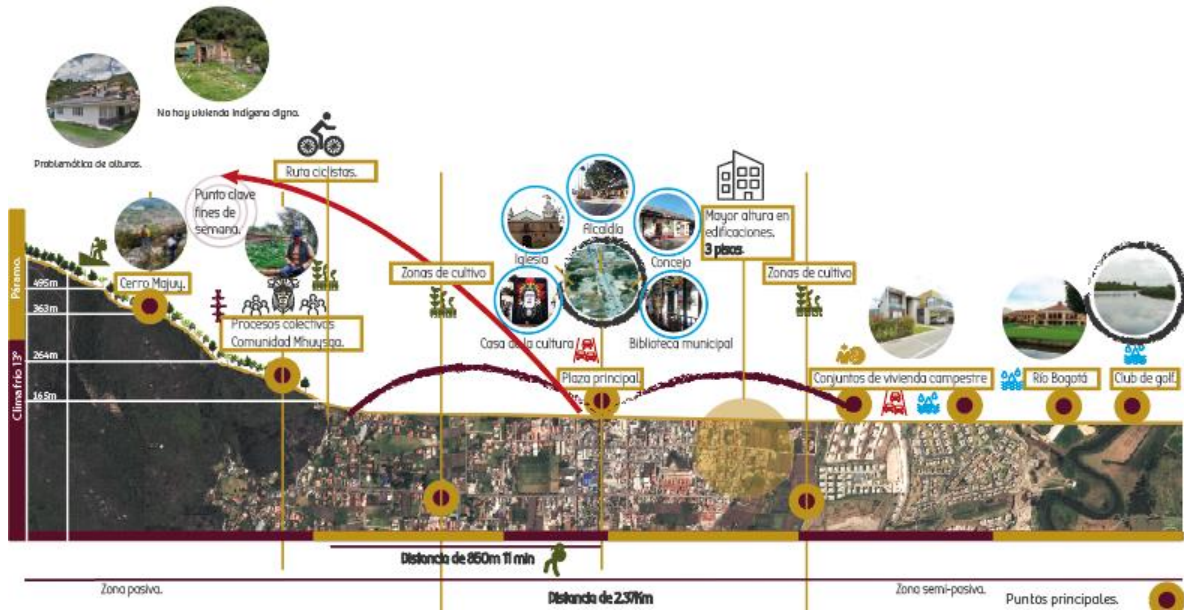 No hay vivienda indígena digna.
Problemática de alturas.
Ruta ciclistas.
Punto clave
fines de
semana.
Alcaldía
Iglesia
Concejo
Mayor altura en
edificaciones.
3 pisos
Páramo.
Cerro Majuy.
Zonas de cultivo
Zonas de cultivo
495m
363m
Procesos colectivos
Comunidad Mhuysqa.
Casa de la cultura
Biblioteca municipal
Clima frío 13º
264m
Plaza principal.
Conjuntos de vivienda campestre
Río Bogotá
Club de golf.
165m
Distancia de 850m 11 min
Zona pasiva.
Distancia de 2.37Km
Zona semi-pasiva.
Puntos principales.